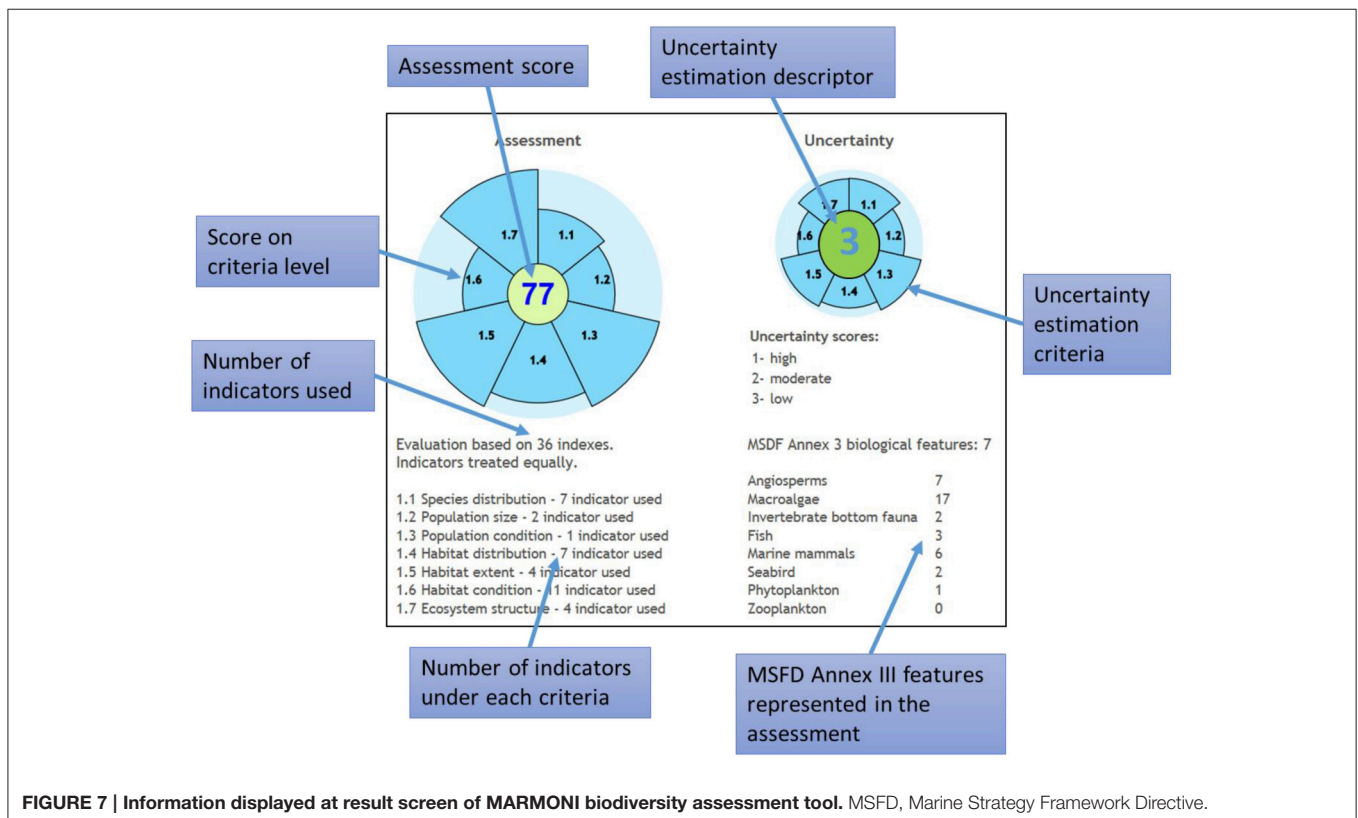 Assessment score
Uncertainty
estimation descriptor
Score on
criteria level
Number of
indicators used
Uncertainty
estimation
criteria
Assessment
1.7
1.1
1.6
1.2
77
1.5
1.3
1.4
Uncertainty
1.7
1.1
1.6
1.2
3
1.5
1.3
1.4
Uncertainty scores:
1- high
2- moderate
3- low
Evaluation based on 36 indexes.
Indicators treated equally.
1.1 Species distribution - 7 indicator used
1.2 Population size - 2 indicator used
1.3 Population condition - 1 indicator used
1.4 Habitat distribution - 7 indicator used
1.5 Habitat extent - 4 indicator used
1.6 Habitat condition - 11 indicator used
1.7 Ecosystem structure - 4 indicator used
MSDF Annex 3 biological features: 7
Angiosperms 7
Macroalgae 17
Invertebrate bottom fauna 2
Fish 3
Marine mammals 6
Seabird 2
Phytoplankton 1
Zooplankton 0
Number of indicators
under each criteria
MSFD Annex III features
represented in the
assessment
FIGURE 7 | Information displayed at result screen of MARMONI biodiversity assessment tool. MSFD, Marine Strategy Framework Directive.